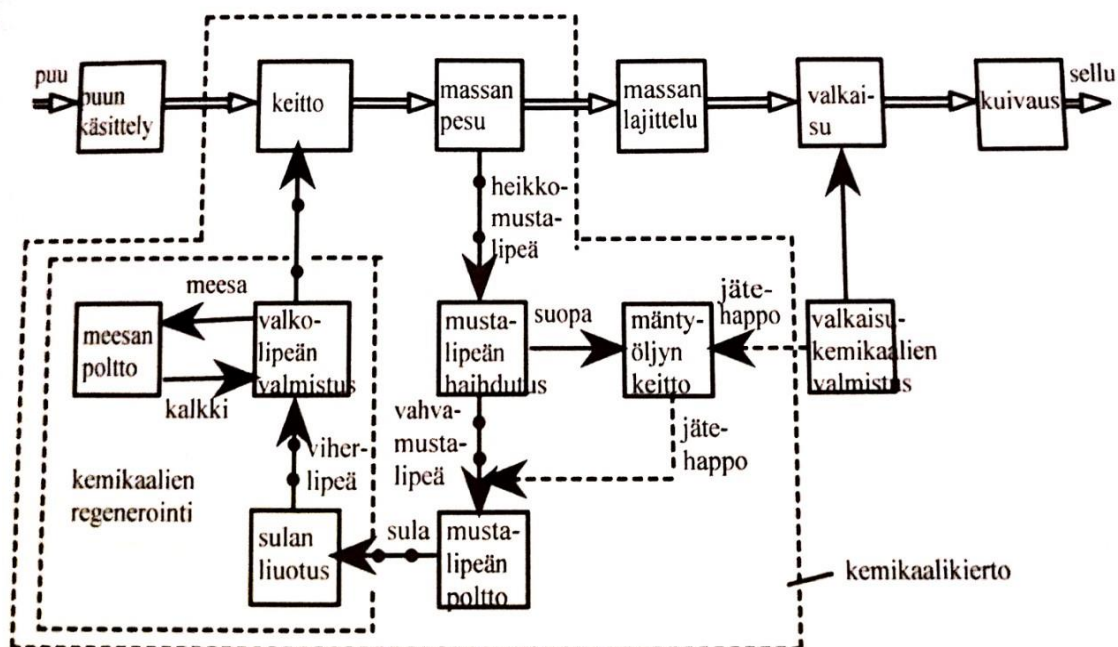 puu
puun
käsittely
keitto
massan
pesu
massan
lajittelu
valkai-
su
kuivaus
sellu
heikko-
musta-
lipeä
meesa
meesan
poltto
kalkki
valko-
lipeän
valmistus
musta-
lipeän
haihdutus
suopa
mänty-
öljyn
keitto
jäte-
happo
valkaisu-
kemikaalien
valmistus
vahva-
musta-
lipeä
jäte-
happo
viher-
lipeä
kemikaalien
regenerointi
sulan
liuotus
sula
musta-
lipeän
poltto
kemikaalikierto